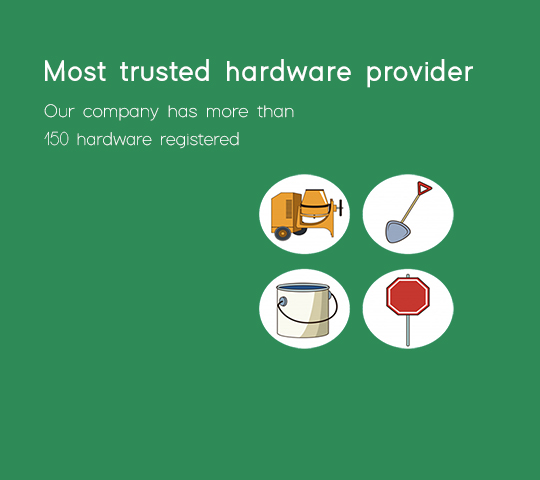 Most trusted hardware provider
Our company has more than
150 hardware registered